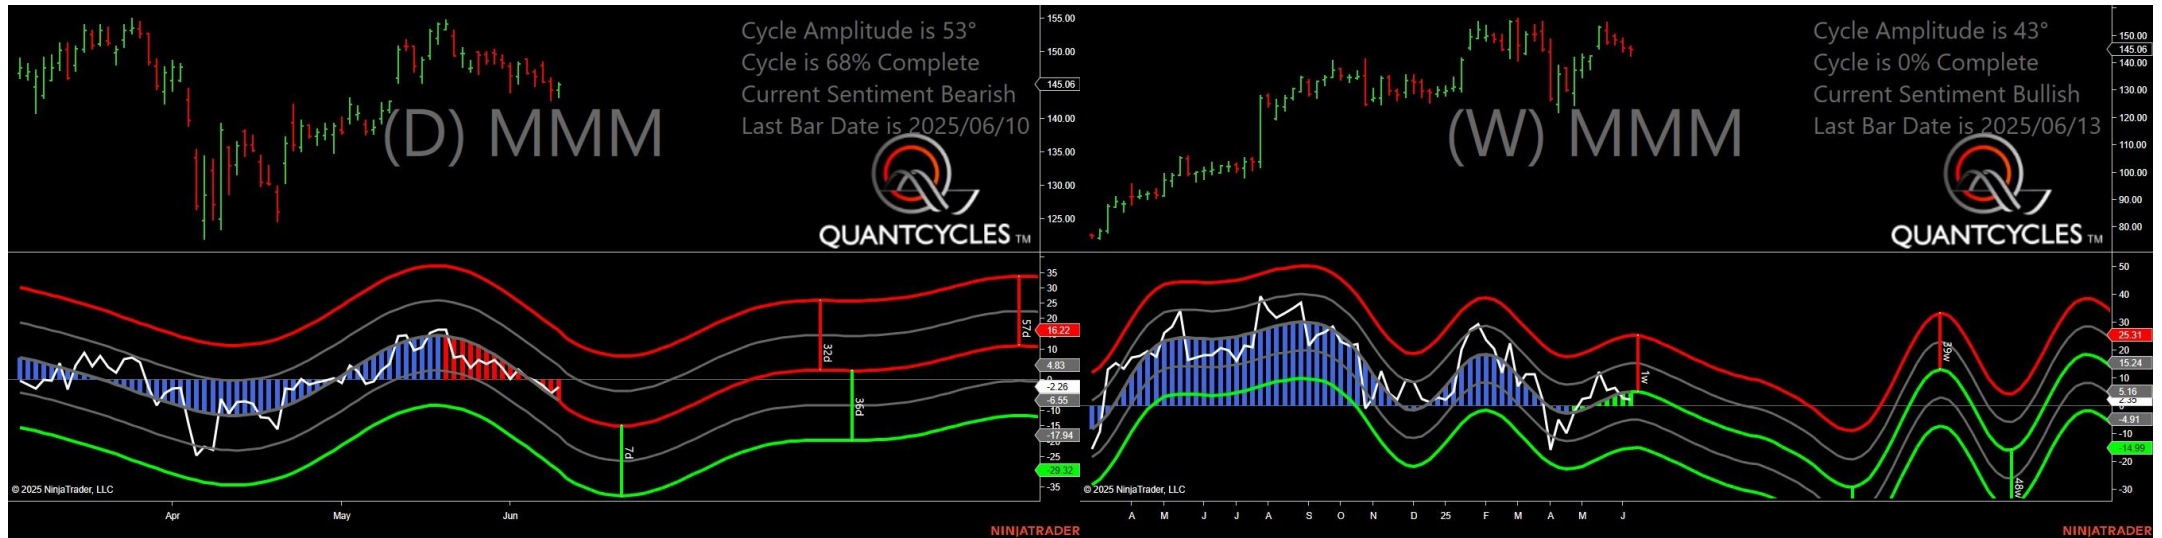 Cycle Amplitude is 53°
Cycle is 68% Complete
Current Sentiment Bearish
Last Bar Date is 2025/06/10
(D) MMM
QUANTCYCLES TM
155.00
150.00
145.06
140.00
135.00
130.00
125.00
35
30
25
20
16.22
10
4.83
-2.26
-6.55
-10
-15
-17.94
-25
-29.32
-35
7d
32d
36d
57d
© 2025 NinjaTrader, LLC
Apr May Jun
NINJATRADER
Cycle Amplitude is 43°
Cycle is 0% Complete
Current Sentiment Bullish
Last Bar Date is 2025/06/13
(W) MMM
QUANTCYCLES TM
150.00
145.06
140.00
130.00
120.00
110.00
100.00
90.00
80.00
50
40
30
25.31
20
15.24
10
5.16
2.35
0
-4.91
-10
-14.99
-20
-30
1w
39w
48w
© 2025 NinjaTrader, LLC
A M J J A S O N D 25 F M A M J
NINJATRADER